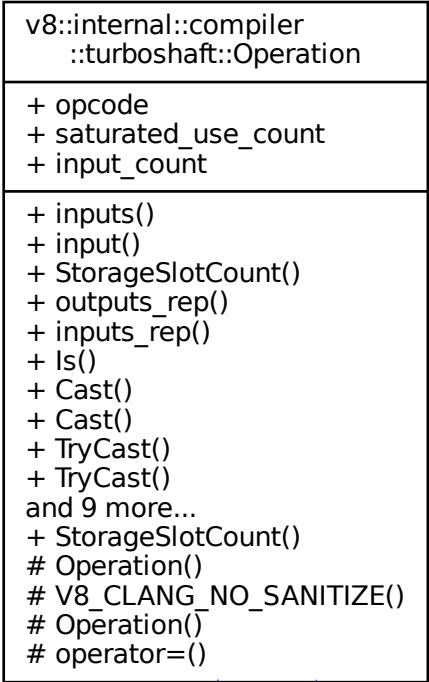 v8::internal::compiler
::turboshaft::Operation
+ opcode
+ saturated_use_count
+ input_count
+ inputs()
+ input()
+ StorageSlotCount()
+ outputs_rep()
+ inputs_rep()
+ Is()
+ Cast()
+ Cast()
+ TryCast()
+ TryCast()
and 9 more...
+ StorageSlotCount()
# Operation()
# V8_CLANG_NO_SANITIZE()
# Operation()
# operator=()